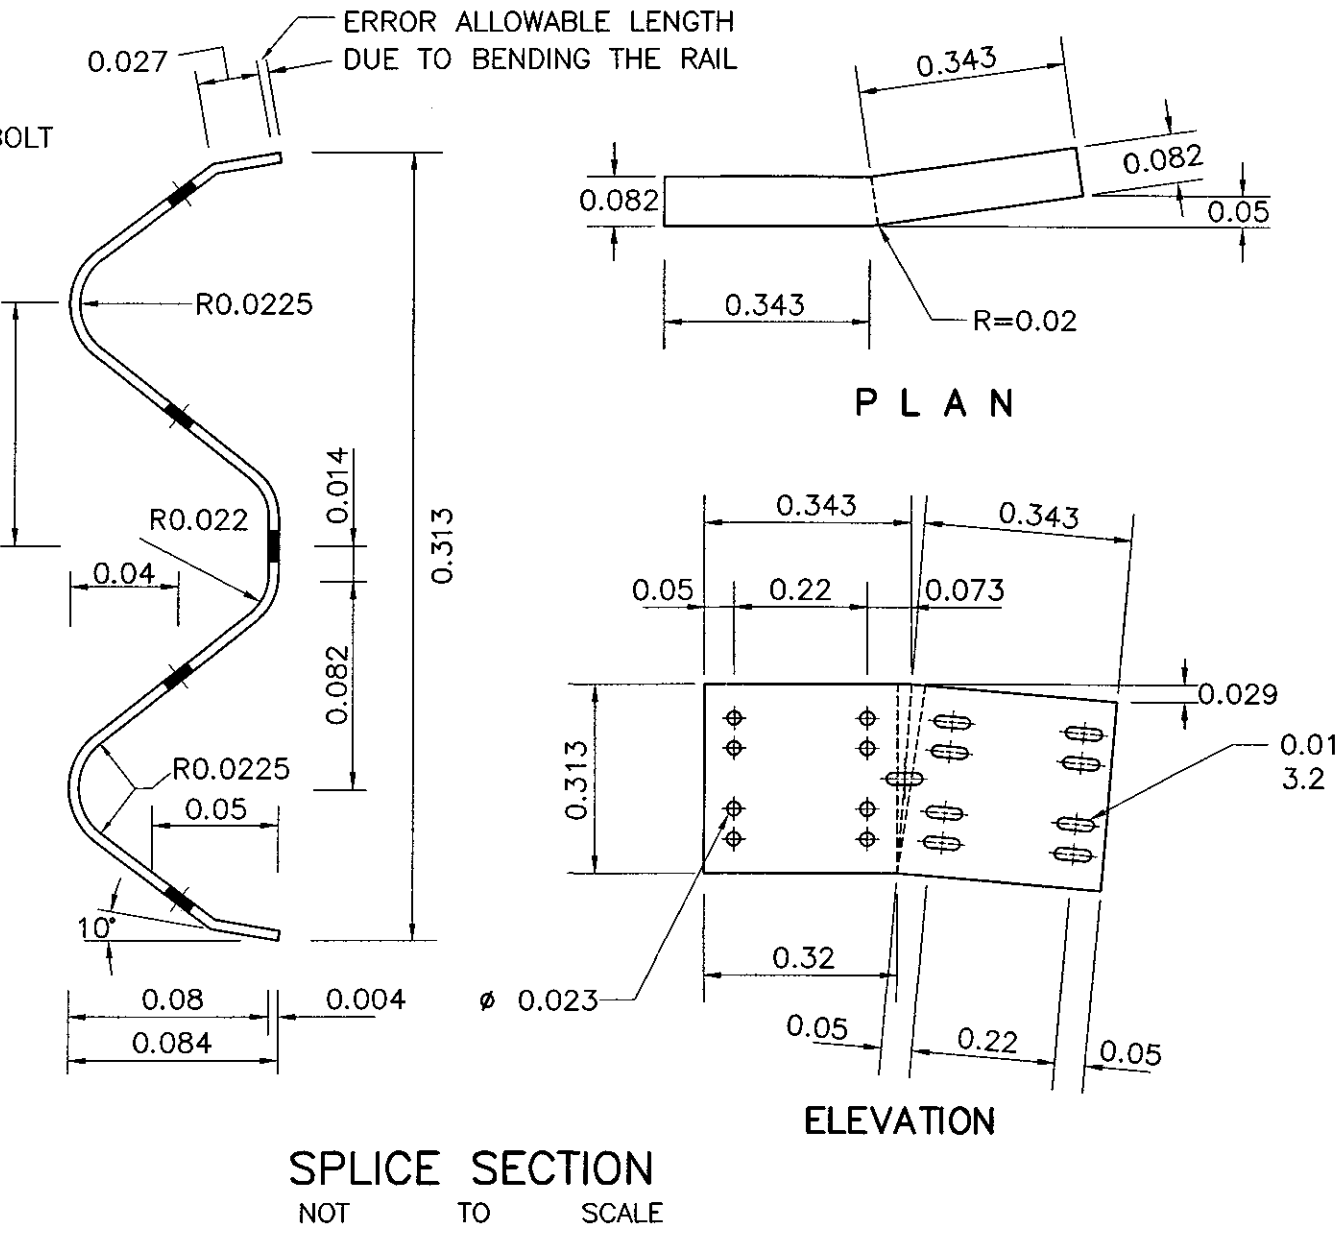 ERROR ALLOWABLE LENGTH
DUE TO BENDING THE RAIL
0.027
BOLT
R0.0225
0.014
R0.022
0.313
0.04
0.082
R0.0225
0.05
10°
0.08
0.004
0.084
0.343
0.082
0.082
0.05
0.343
R=0.02
PLAN
0.343
0.343
0.05
0.22
0.073
0.029
0.313
0.01
3.2
0.32
ø 0.023
0.05
0.22
0.05
ELEVATION
SPLICE SECTION
NOT TO SCALE